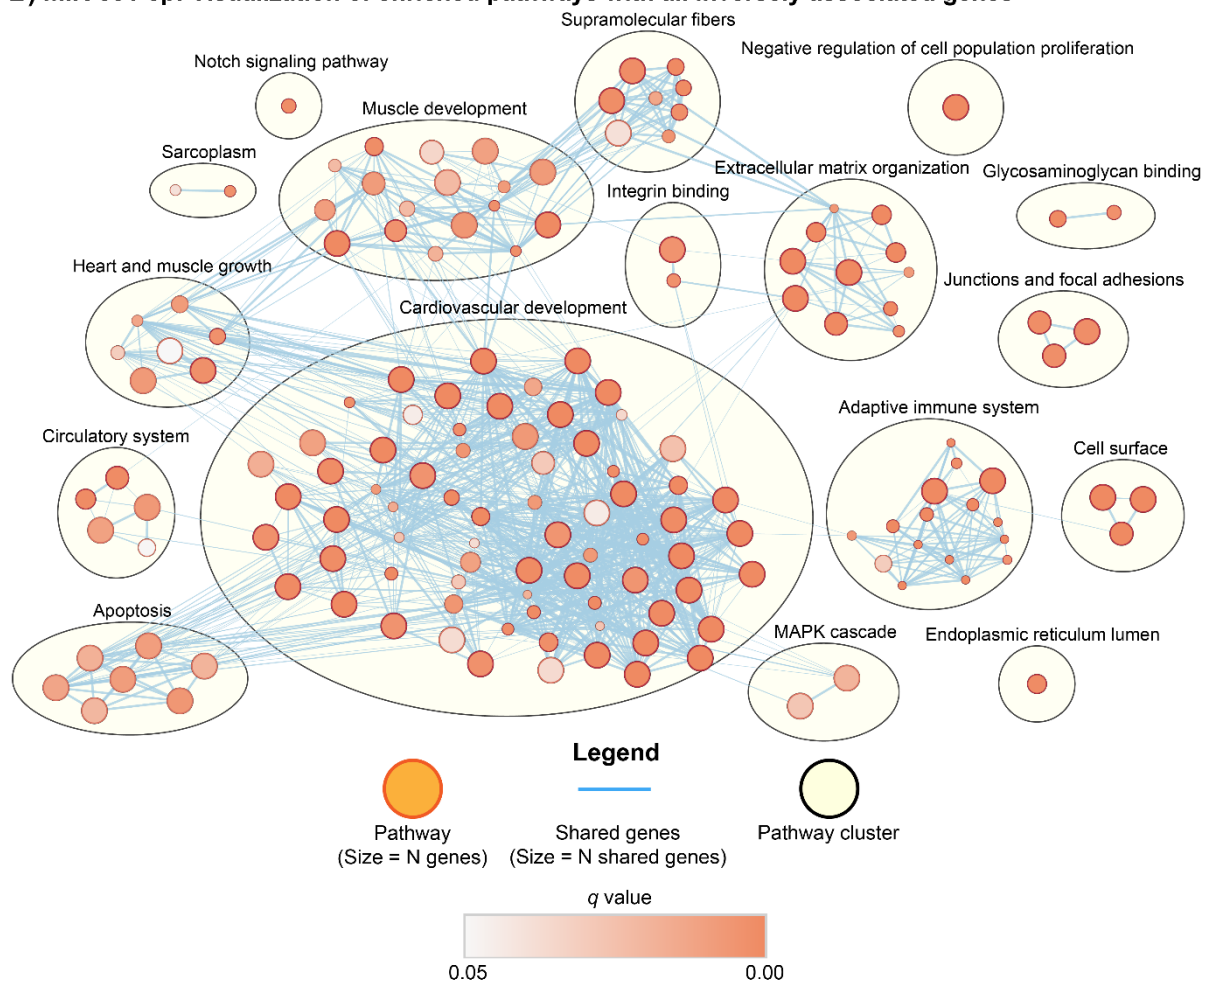 Supramolecular fibers
Negative regulation of cell population proliferation
Notch signaling pathway
Muscle development
Sarcoplasm
Extracellular matrix organization
Glycosaminoglycan binding
Integrin binding
Heart and muscle growth
Junctions and focal adhesions
Cardiovascular development
Adaptive immune system
Circulatory system
Cell surface
Apoptosis
MAPK cascade
Endoplasmic reticulum lumen
Legend
Pathway
(Size = N genes)
Shared genes
(Size = N shared genes)
Pathway cluster
q value
0.05
0.00